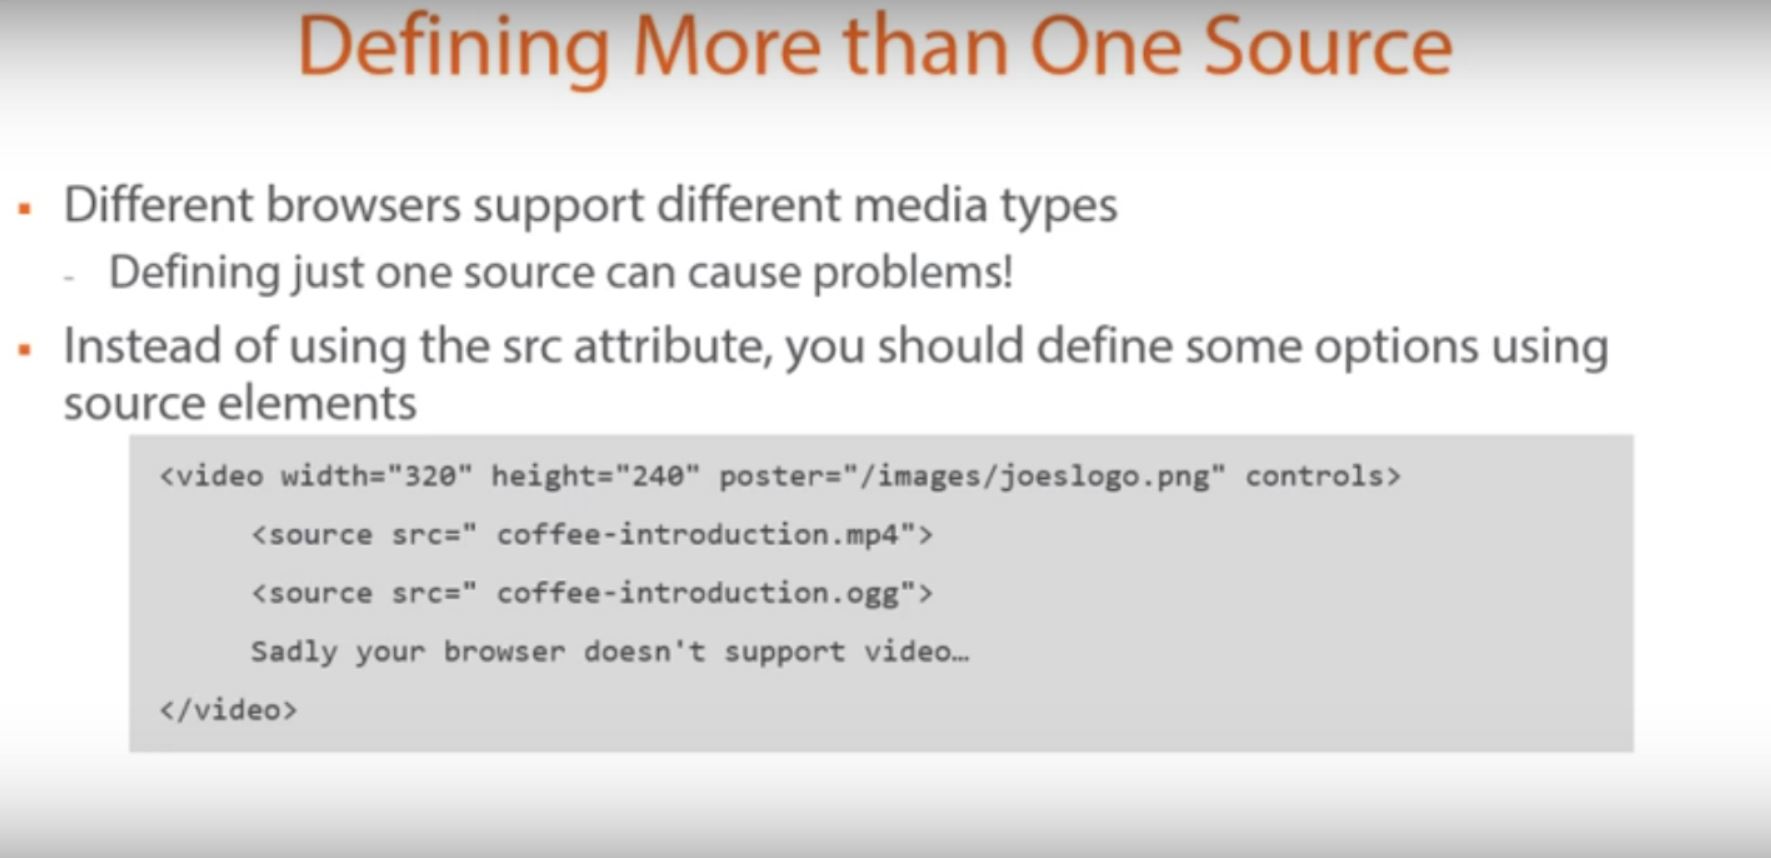 Defining More than One Source
▪ Different browsers support different media types
- Defining just one source can cause problems!
▪ Instead of using the src attribute, you should define some options using
source elements
<video width="320" height="240" poster="/images/joeslogo.png" controls>
<source src=" coffee-introduction.mp4">
<source src=" coffee-introduction.ogg">
Sadly your browser doesn't support video…
</video>